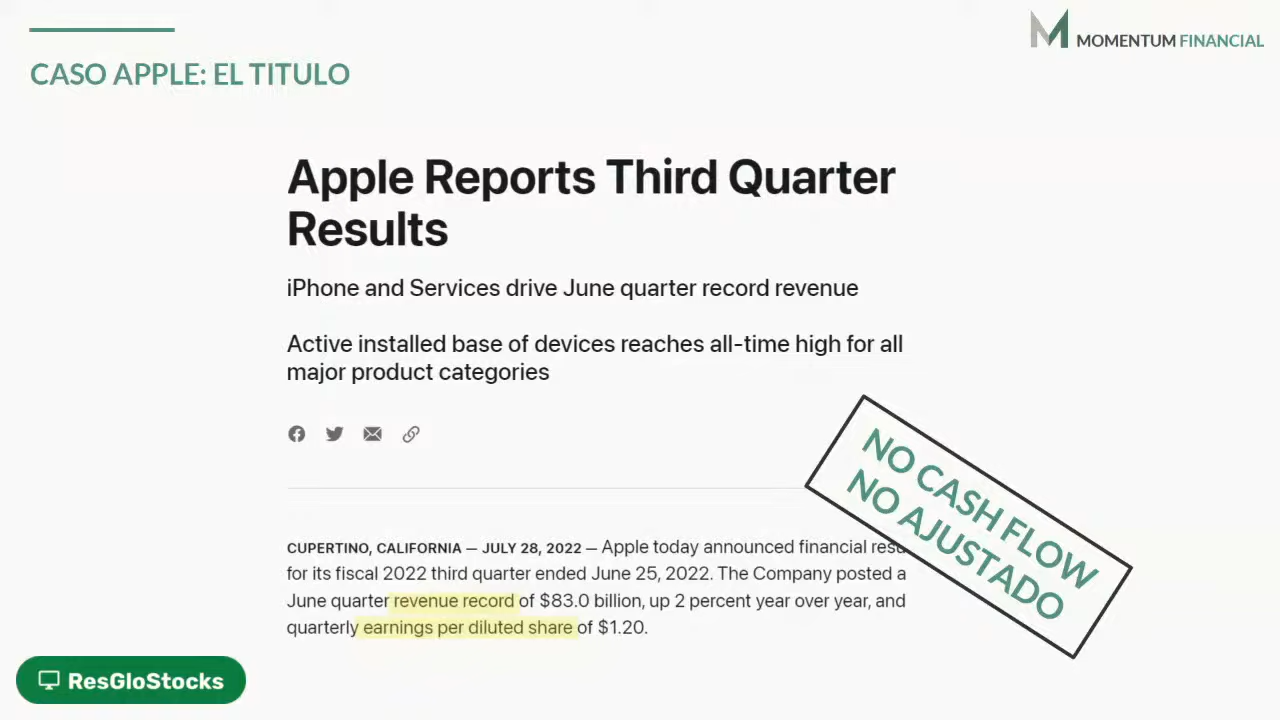 MOMENTUM FINANCIAL
CASO APPLE: EL TITULO
Apple Reports Third Quarter
Results
iPhone and Services drive June quarter record revenue
Active installed base of devices reaches all-time high for all
major product categories
NO CASH FLOW
NO AJUSTADO
CUPERTINO, CALIFORNIA — JULY 28, 2022 — Apple today announced financial
for its fiscal 2022 third quarter ended June 25, 2022. The Company posted a
June quarter revenue record of $83.0 billion, up 2 percent year over year, and
quarterly earnings per diluted share of $1.20.
ResGloStocks